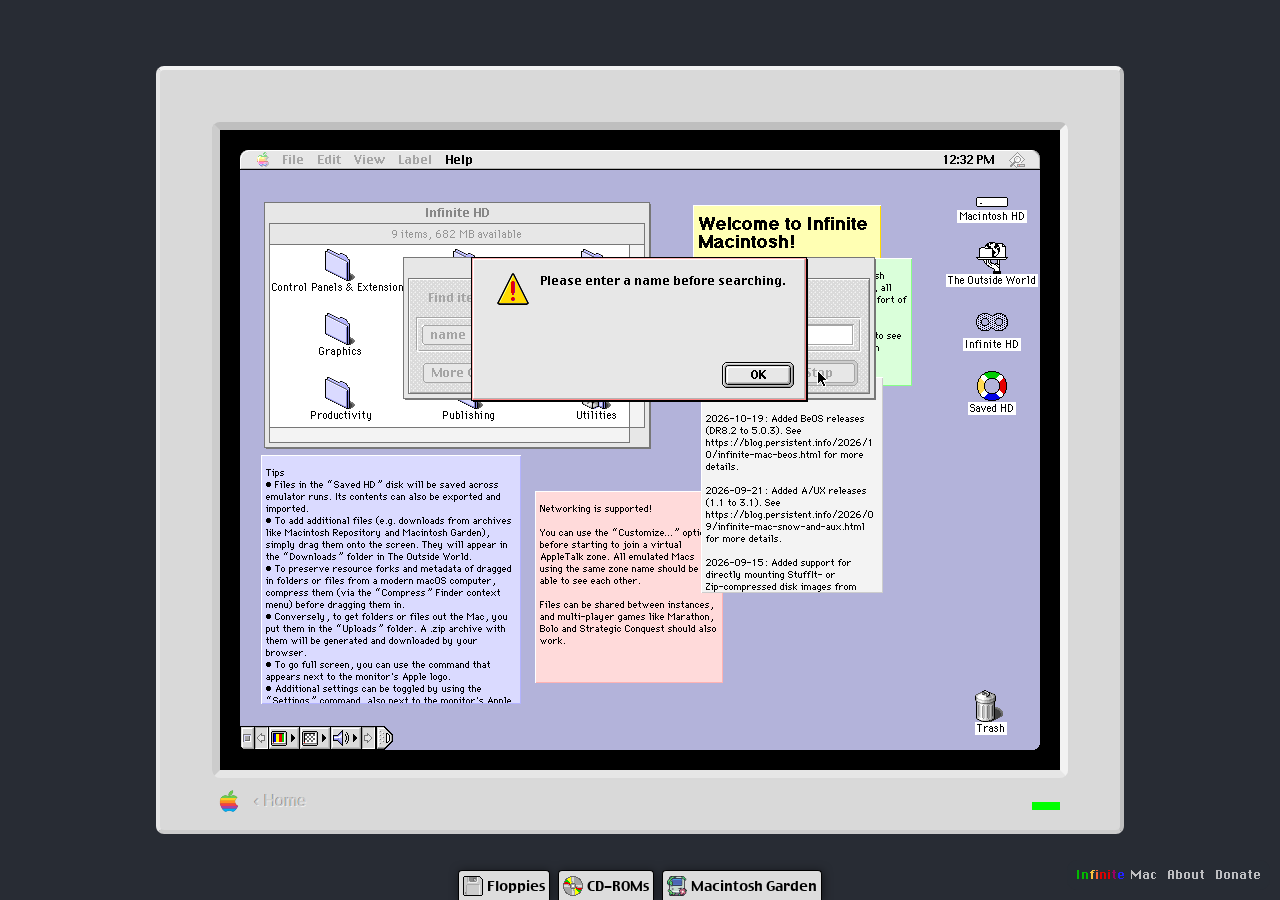 File Edit View Label Help 12:32 PM
Infinite HD
9 items, 682 MB available
Control Panels & Extension
Graphics
Productivity
Publishing
Utilities
Find ite
name
More
Stop
Please enter a name before searching.
OK
Welcome to Infinite
Macintosh!
sh
, all
fort of
to see
n
2026-10-19: Added BeOS releases
(DR8.2 to 5.0.3). See
https://blog.persistent.info/2026/1
0/infinite-mac-beos.html for more
details.
2026-09-21: Added A/UX releases
(1.1 to 3.1). See
https://blog.persistent.info/2026/0
9/infinite-mac-snow-and-aux.html
for more details.
2026-09-15: Added support for
directly mounting StuffIt- or
Zip-compressed disk images from
Tips
● Files in the “Saved HD” disk will be saved across
emulator runs. Its contents can also be exported and
imported.
● To add additional files (e.g. downloads from archives
like Macintosh Repository and Macintosh Garden),
simply drag them onto the screen. They will appear in
the “Downloads” folder in The Outside World.
● To preserve resource forks and metadata of dragged
in folders or files from a modern macOS computer,
compress them (via the “Compress” Finder context
menu) before dragging them in.
● Conversely, to get folders or files out the Mac, you
put them in the “Uploads” folder. A .zip archive with
them will be generated and downloaded by your
browser.
● To go full screen, you can use the command that
appears next to the monitor's Apple logo.
● Additional settings can be toggled by using the
“Settings” command, also next to the monitor's Apple
Networking is supported!
You can use the “Customize...” opti
before starting to join a virtual
AppleTalk zone. All emulated Macs
using the same zone name should be
able to see each other.
Files can be shared between instances,
and multi-player games like Marathon,
Bolo and Strategic Conquest should also
work.
Macintosh HD
The Outside World
Infinite HD
Saved HD
Trash
‹ Home
Floppies
CD-ROMs
Macintosh Garden
Infinite Mac About Donate